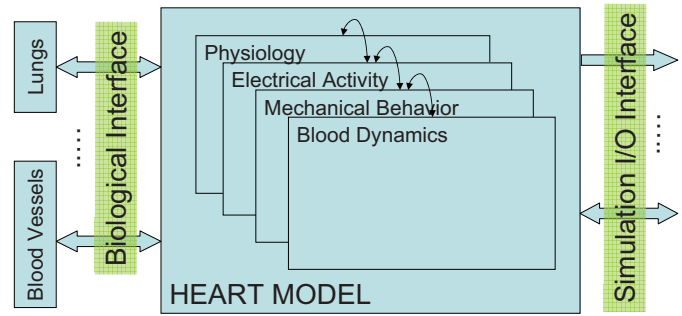 Lungs
.....
Blood Vessels
Biological Interface
Physiology
Electrical Activity
Mechanical Behavior
Blood Dynamics
HEART MODEL
Simulation I/O Interface
.....